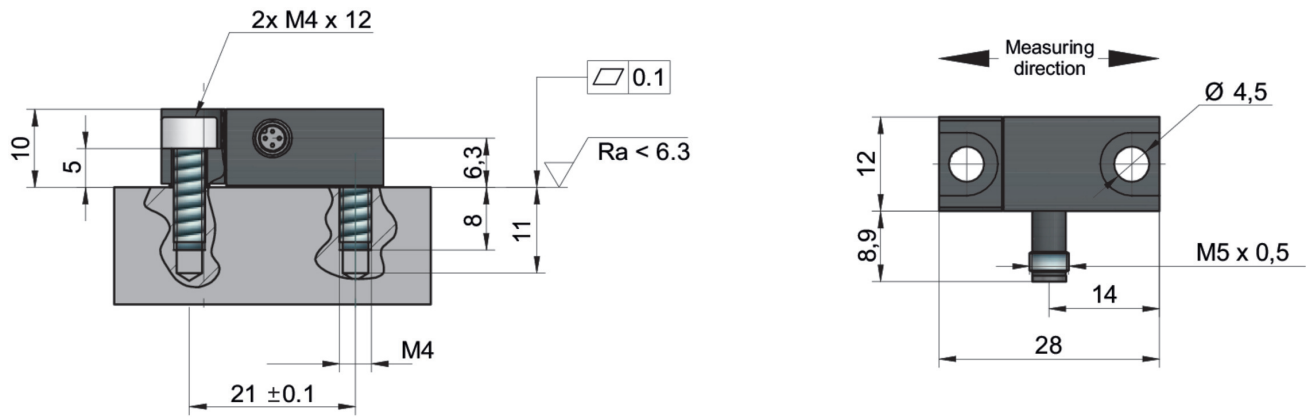 2x M4 x 12
0.1
Ra < 6.3
10
5
6,3
8
11
M4
21 ±0.1
Measuring
direction
Ø 4,5
12
8,9
M5 x 0,5
14
28